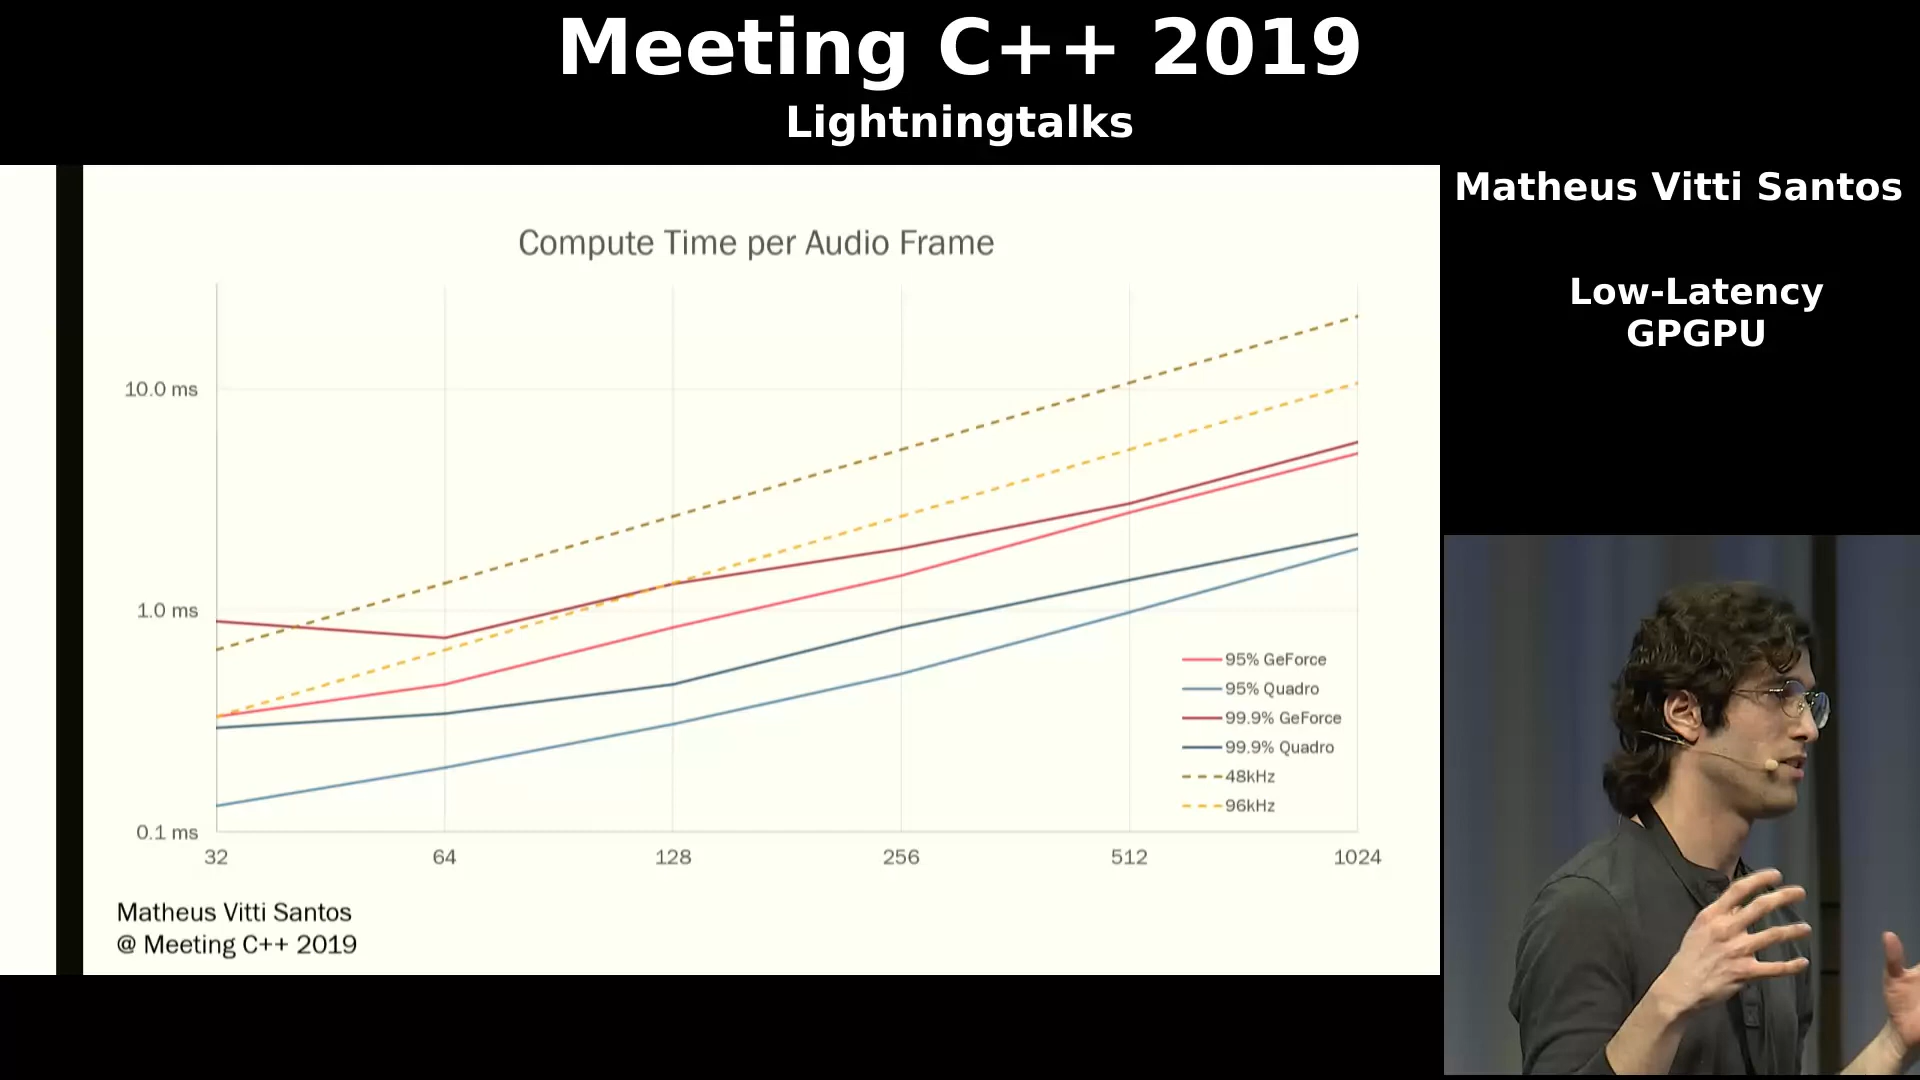 Meeting C++ 2019
Lightningtalks
Matheus Vitti Santos
Low-Latency
GPGPU
Compute Time per Audio Frame
10.0 ms
1.0 ms
0.1 ms
32 64 128 256 512 1024
95% GeForce
95% Quadro
99.9% GeForce
99.9% Quadro
48kHz
96kHz
Matheus Vitti Santos
@ Meeting C++ 2019